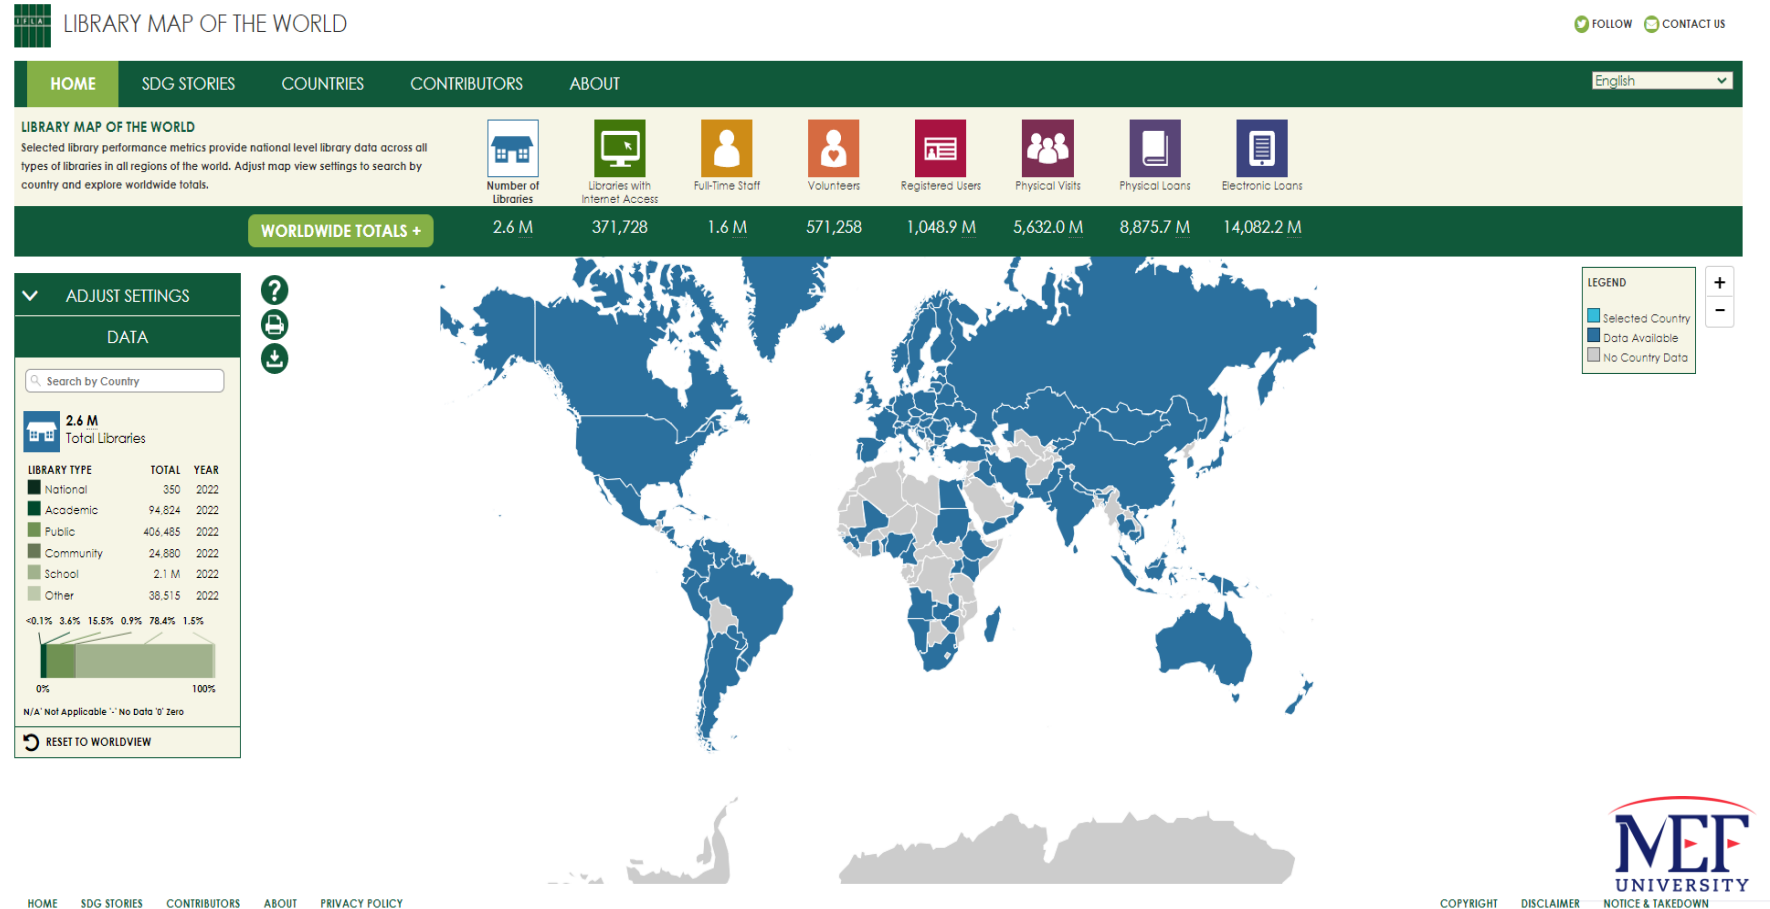 IFLA
LIBRARY MAP OF THE WORLD
FOLLOW CONTACT US
HOME SDG STORIES COUNTRIES CONTRIBUTORS ABOUT
English
LIBRARY MAP OF THE WORLD
Selected library performance metrics provide national level library data across all
types of libraries in all regions of the world. Adjust map view settings to search by
country and explore worldwide totals.
Number of
Libraries
Libraries with
Internet Access
Full-Time Staff
Volunteers
Registered Users
Physical Visits
Physical Loans
Electronic Loans
WORLDWIDE TOTALS + 2.6 M 371,728 1.6 M 571,258 1,048.9 M 5,632.0 M 8,875.7 M 14,082.2 M
ADJUST SETTINGS
DATA
Search by Country
2.6 M
Total Libraries
LIBRARY TYPE TOTAL YEAR
National 350 2022
Academic 94,824 2022
Public 406,485 2022
Community 24,880 2022
School 2.1 M 2022
Other 38,515 2022
<0.1% 3.6% 15.5% 0.9% 78.4% 1.5%
0% 100%
N/A' Not Applicable '-' No Data '0' Zero
RESET TO WORLDVIEW
?
LEGEND
Selected Country
Data Available
No Country Data
+
-
MEF
UNIVERSITY
HOME SDG STORIES CONTRIBUTORS ABOUT PRIVACY POLICY
COPYRIGHT DISCLAIMER NOTICE & TAKEDOWN